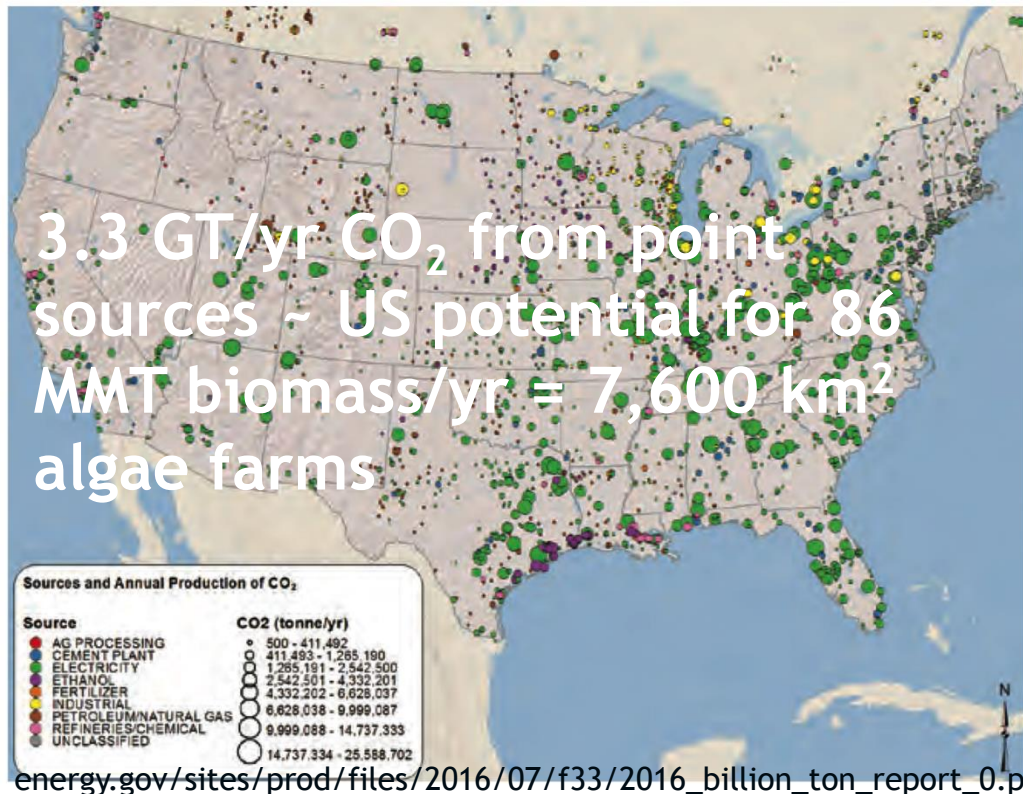 3.3 GT/yr CO₂ from point
sources ~ US potential for 86
MMT biomass/yr = 7,600 km²
algae farms
Sources and Annual Production of CO₂
Source
AG PROCESSING
CEMENT PLANT
ELECTRICITY
ETHANOL
FERTILIZER
INDUSTRIAL
PETROLEUM/NATURAL GAS
REFINERIES/CHEMICAL
UNCLASSIFIED
CO2 (tonne/yr)
500 - 411,492
411,493 - 1,265,190
1,265,191 - 2,542,500
2,542,501 - 4,332,201
4,332,202 - 6,628,037
6,628,038 - 9,999,087
9,999,088 - 14,737,333
14,737,334 - 25,588,702
N
energy.gov/sites/prod/files/2016/07/f33/2016_billion_ton_report_0.p